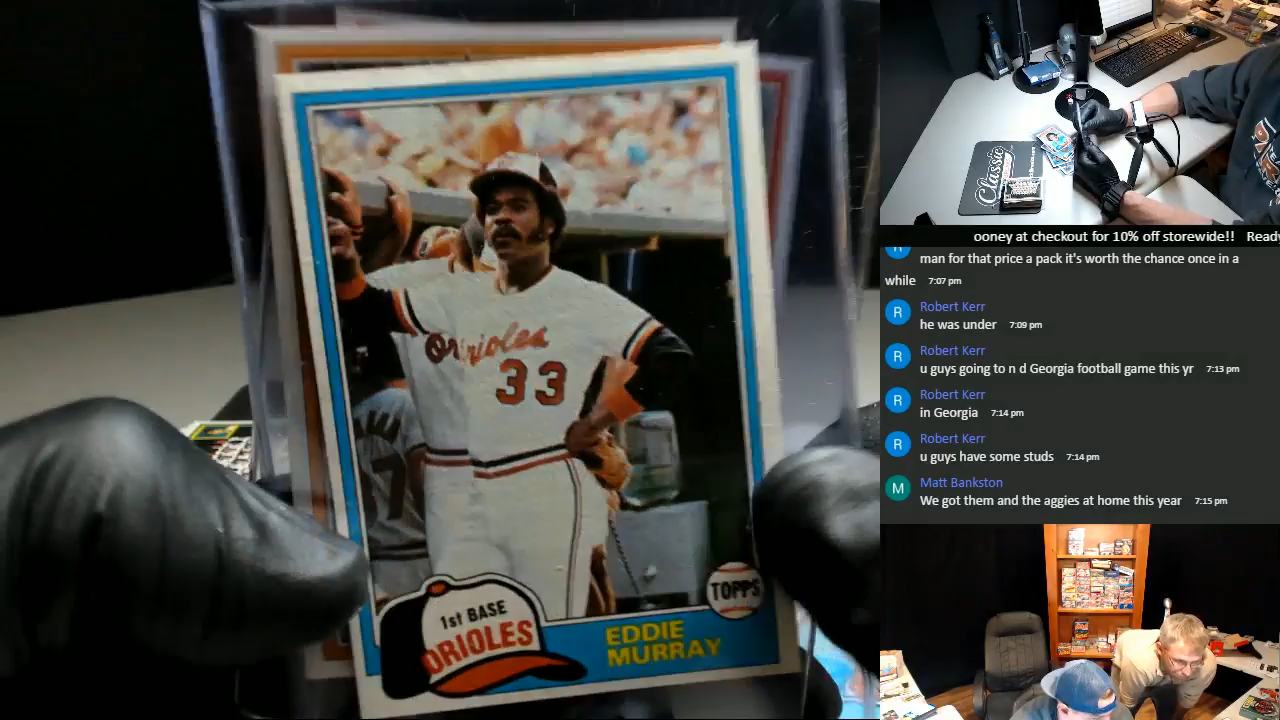 Orioles
33
TOPPS
1st BASE
ORIOLES
EDDIE
MURRAY
Classic
ooney at checkout for 10% off storewide!! Ready
R
man for that price a pack it's worth the chance once in a
while 7:07 pm
R
Robert Kerr
he was under 7:09 pm
R
Robert Kerr
u guys going to n d Georgia football game this yr 7:13 pm
R
Robert Kerr
in Georgia 7:14 pm
R
Robert Kerr
u guys have some studs 7:14 pm
M
Matt Bankston
We got them and the aggies at home this year 7:15 pm